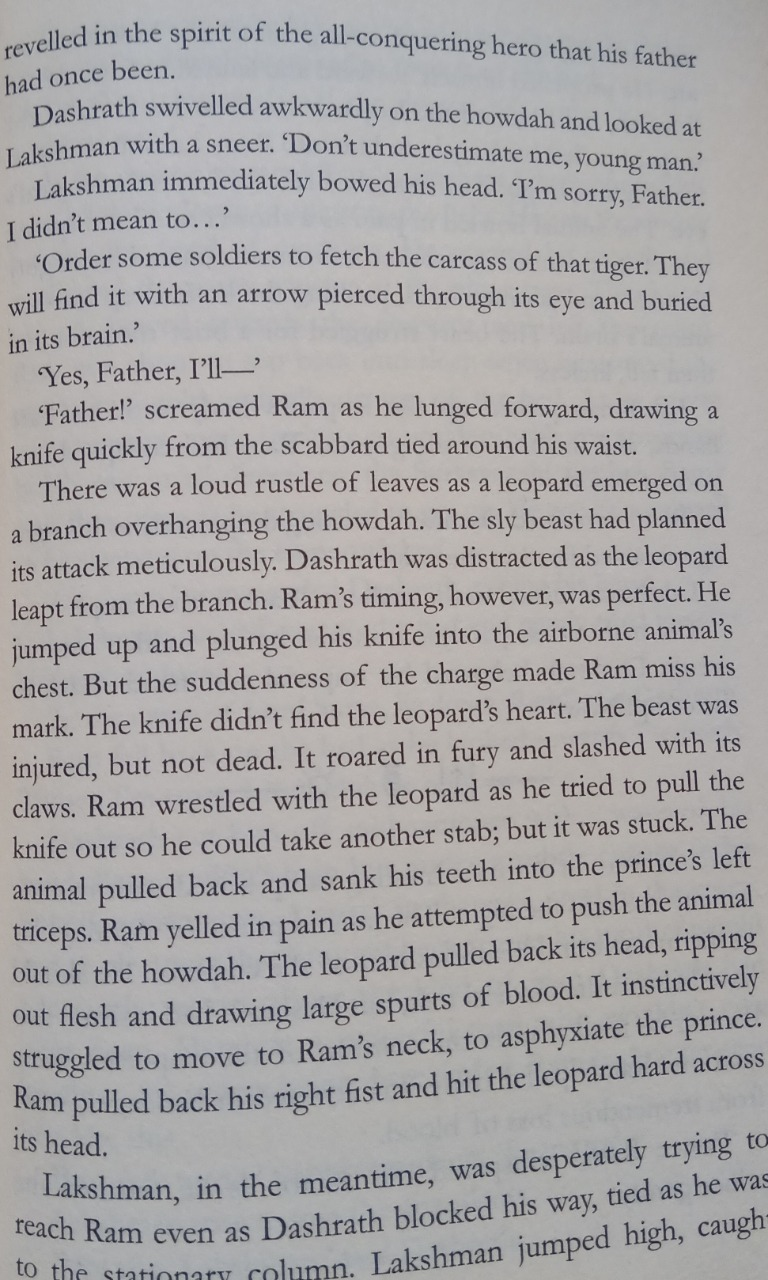 revelled in the spirit of the all-conquering hero that his father
had once been.
Dashrath swivelled awkwardly on the howdah and looked at
Lakshman with a sneer. ‘Don’t underestimate me, young man.’
Lakshman immediately bowed his head. ‘I’m sorry, Father.
I didn’t mean to…’
‘Order some soldiers to fetch the carcass of that tiger. They
will find it with an arrow pierced through its eye and buried
in its brain.’
‘Yes, Father, I’ll—’
‘Father!’ screamed Ram as he lunged forward, drawing a
knife quickly from the scabbard tied around his waist.
There was a loud rustle of leaves as a leopard emerged on
a branch overhanging the howdah. The sly beast had planned
its attack meticulously. Dashrath was distracted as the leopard
leapt from the branch. Ram’s timing, however, was perfect. He
jumped up and plunged his knife into the airborne animal’s
chest. But the suddenness of the charge made Ram miss his
mark. The knife didn’t find the leopard’s heart. The beast was
injured, but not dead. It roared in fury and slashed with its
claws. Ram wrestled with the leopard as he tried to pull the
knife out so he could take another stab; but it was stuck. The
animal pulled back and sank his teeth into the prince’s left
triceps. Ram yelled in pain as he attempted to push the animal
out of the howdah. The leopard pulled back its head, ripping
out flesh and drawing large spurts of blood. It instinctively
struggled to move to Ram’s neck, to asphyxiate the prince.
Ram pulled back his right fist and hit the leopard hard across
its head.
Lakshman, in the meantime, was desperately trying to
reach Ram even as Dashrath blocked his way, tied as he was
to the stationary column. Lakshman jumped high, caugh